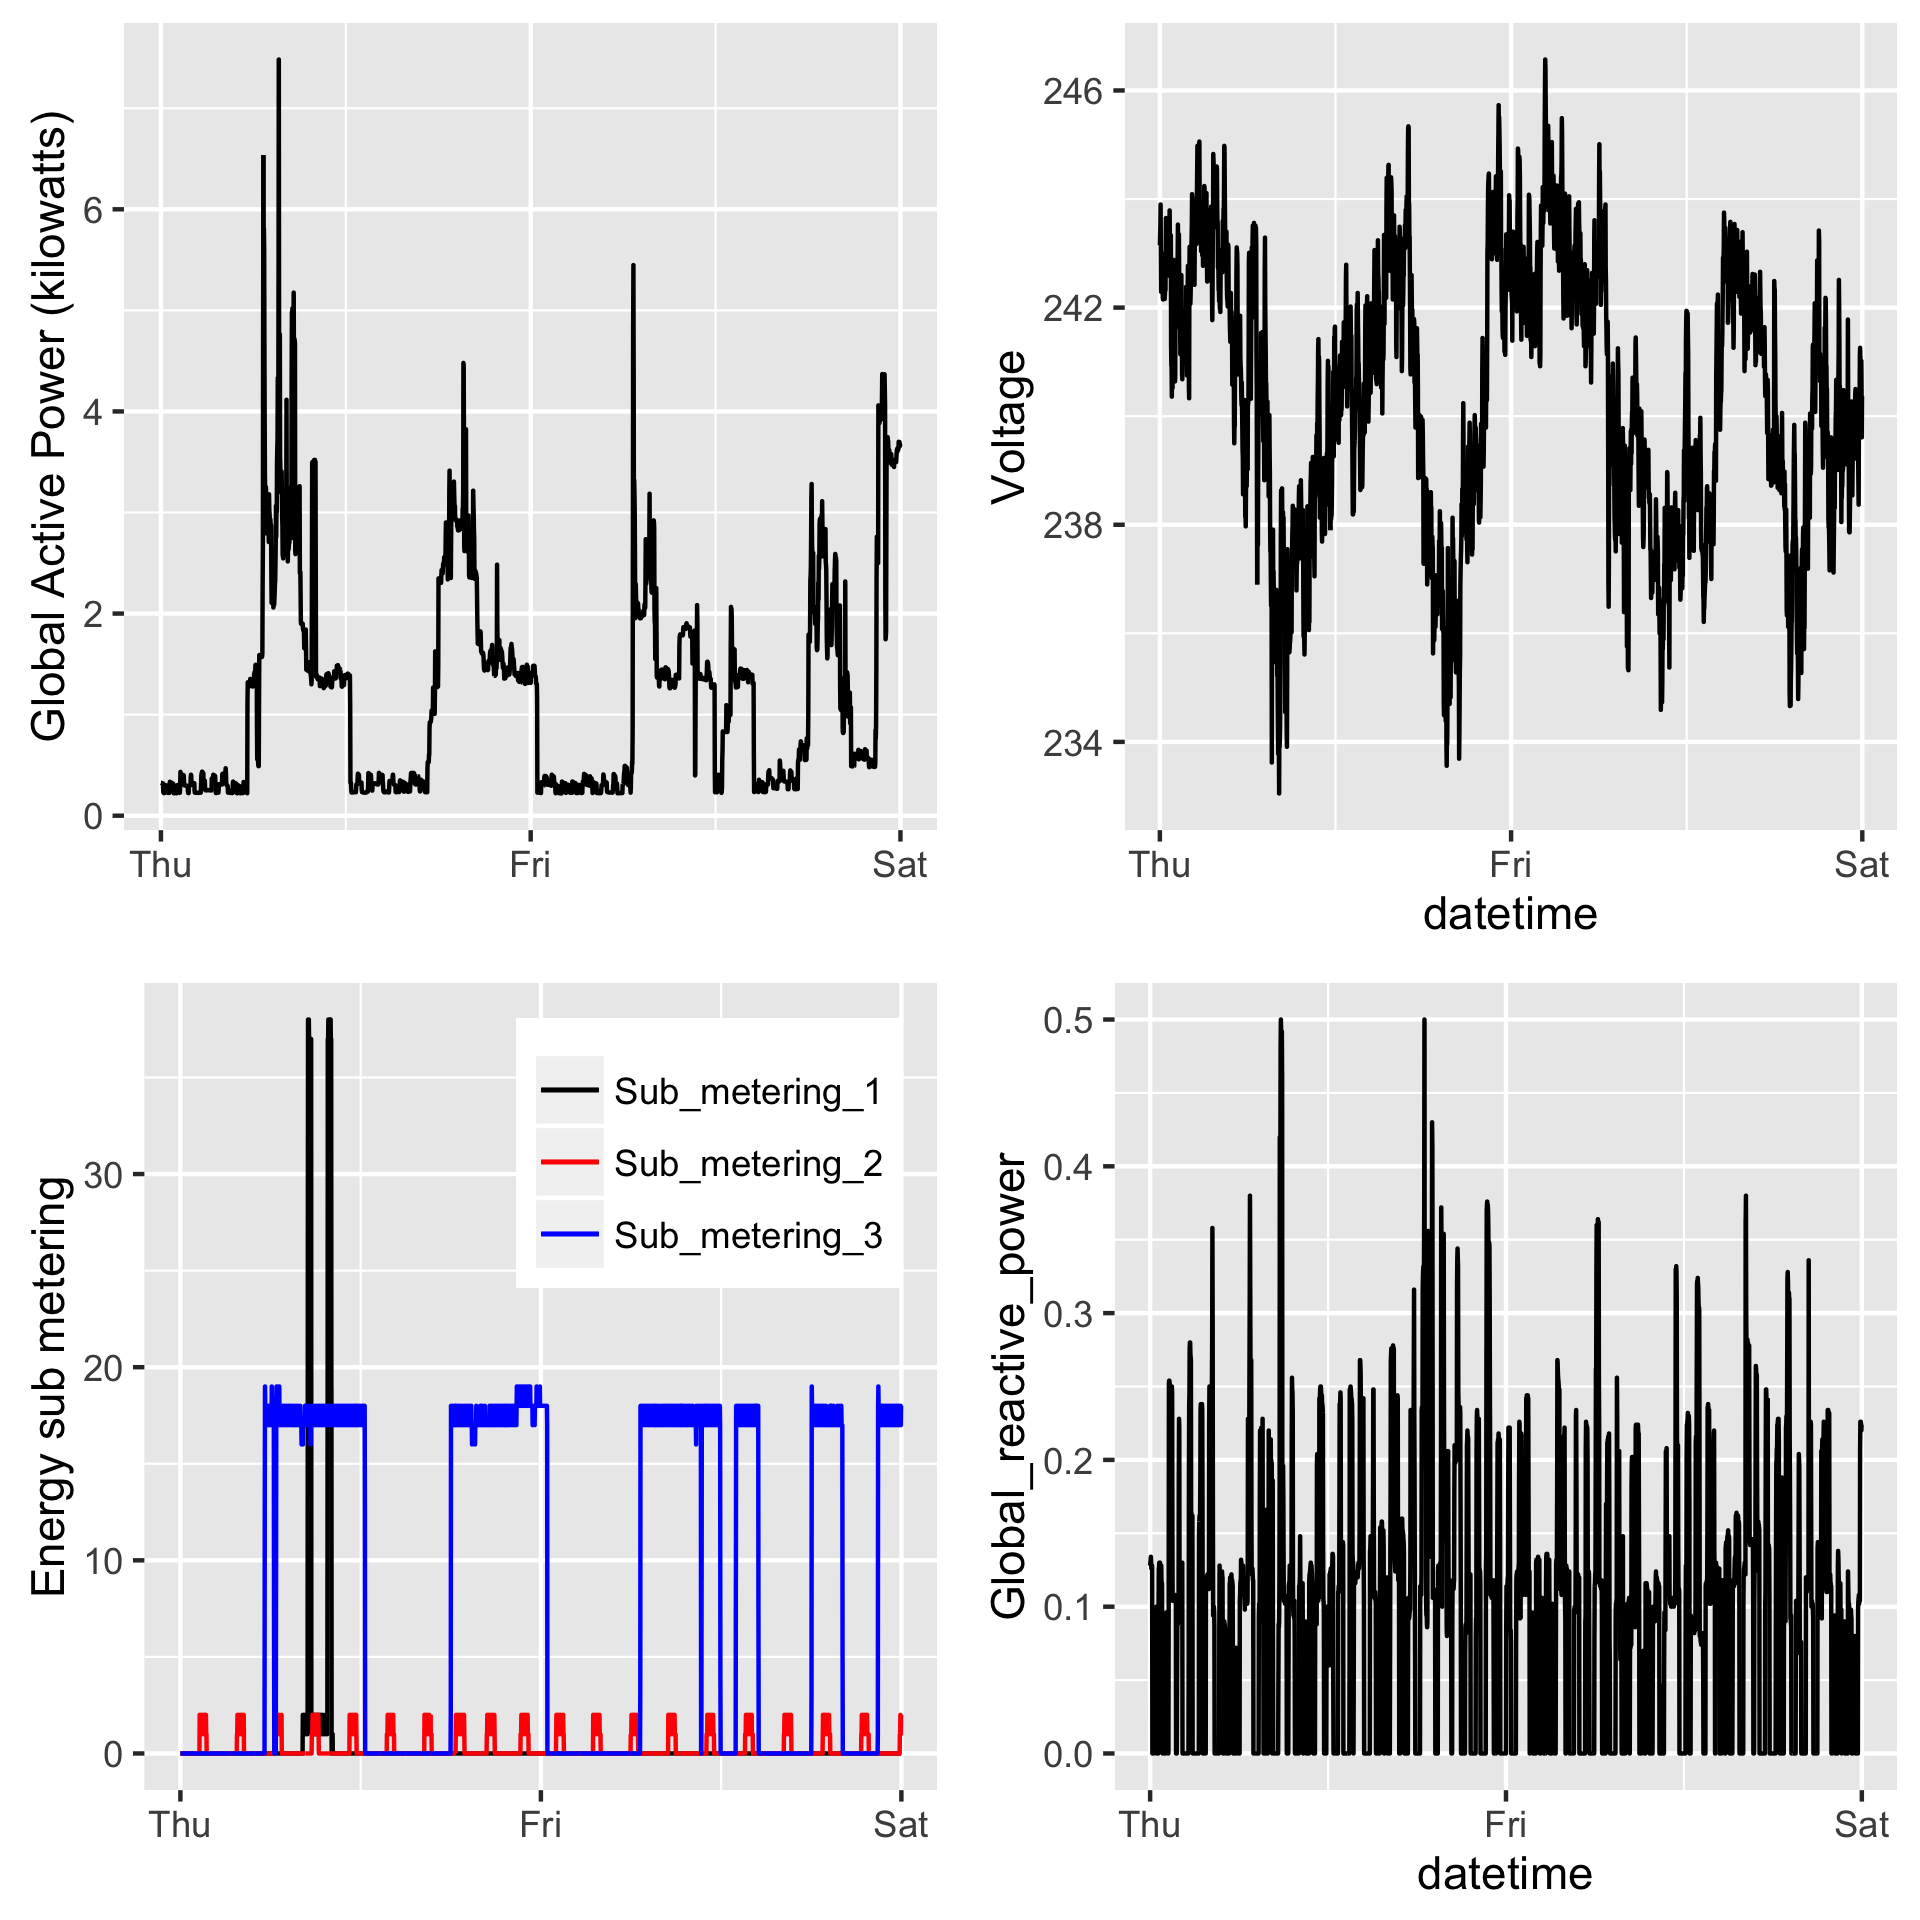 Global Active Power (kilowatts)
6
4
2
0
Thu Fri Sat
Voltage
246
242
238
234
Thu Fri Sat
datetime
Energy sub metering
30
20
10
0
Sub_metering_1
Sub_metering_2
Sub_metering_3
Thu Fri Sat
Global_reactive_power
0.5
0.4
0.3
0.2
0.1
0.0
Thu Fri Sat
datetime